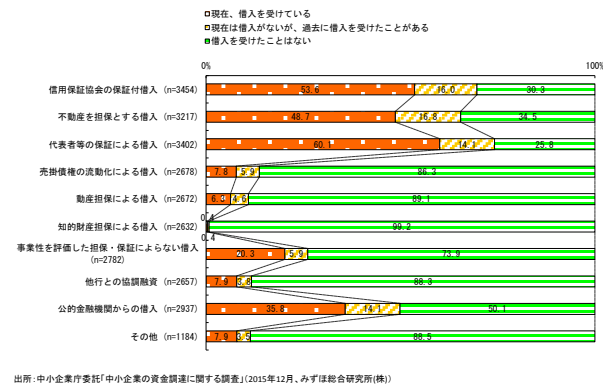 現在、借入を受けている
現在は借入がないが、過去に借入を受けたことがある
借入を受けたことはない
0% 100%
信用保証協会の保証付借入 (n=3454) 53.6 16.0 30.3
不動産を担保とする借入 (n=3217) 48.7 16.8 34.5
代表者等の保証による借入 (n=3402) 60.1 14.1 25.8
売掛債権の流動化による借入 (n=2678) 7.8 5.9 86.3
動産担保による借入 (n=2672) 4.6 89.1
0.4
知的財産担保による借入 (n=2632) 99.2
0.4
事業性を評価した担保・保証によらない借入
(n=2782) 20.3 5.9 73.9
他行との協調融資 (n=2657) 7.9 3.8 88.3
公的金融機関からの借入 (n=2937) 35.8 14.1 50.1
その他 (n=1184) 7.9 3.5 88.5
出所:中小企業庁委託「中小企業の資金調達に関する調査」(2015年12月、みずほ総合研究所(株))